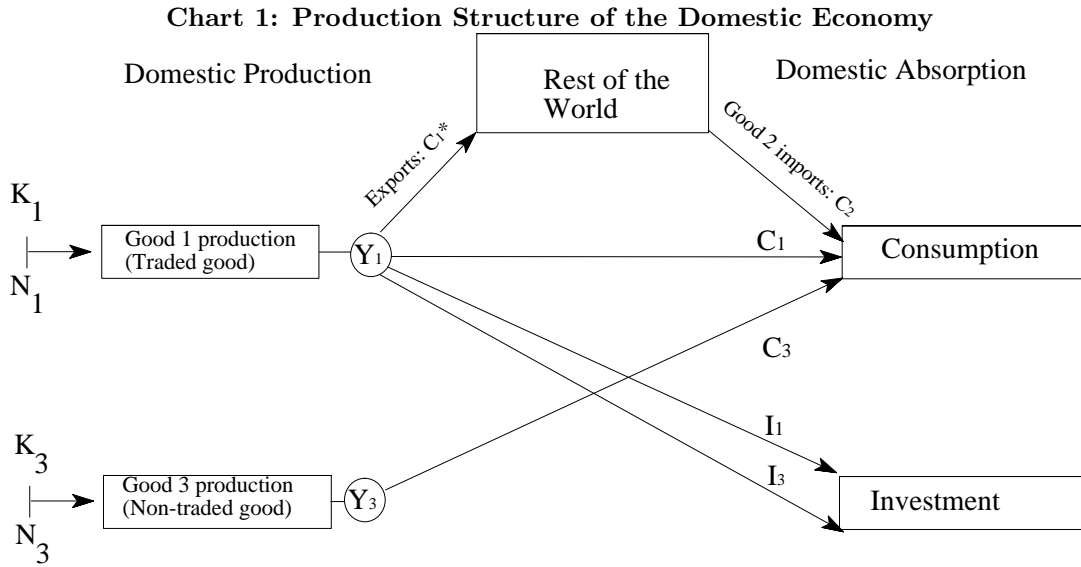 Chart 1: Production Structure of the Domestic Economy
Domestic Production
Rest of the
World
Domestic Absorption
Exports: C₁*
Good 2 imports: C₂
K₁
N₁
Good 1 production
(Traded good)
Y₁
C₁
Consumption
C₃
I₁
I₃
K₃
N₃
Good 3 production
(Non-traded good)
Y₃
Investment